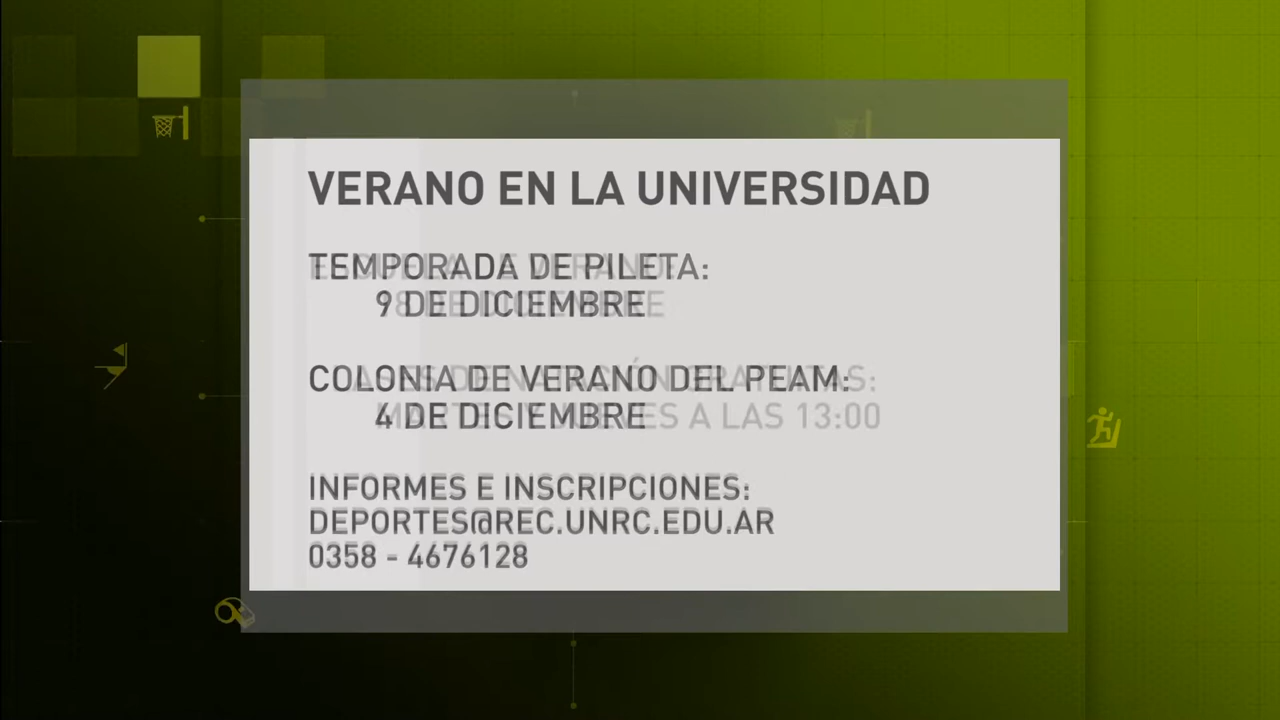 VERANO EN LA UNIVERSIDAD
TEMPORADA DE PILETA:
9 DE DICIEMBRE
COLONIA DE VERANO DEL PEAM:
4 DE DICIEMBRE
INFORMES E INSCRIPCIONES:
DEPORTES@REC.UNRC.EDU.AR
0358 - 4676128